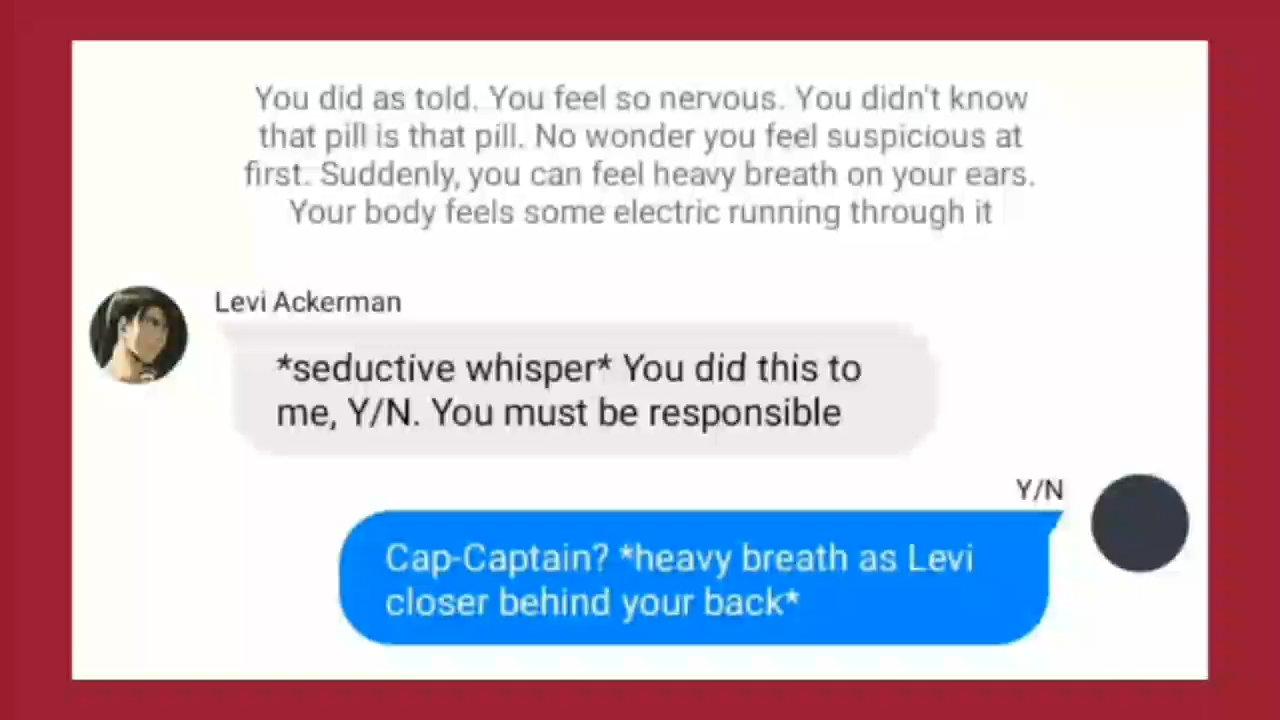 You did as told. You feel so nervous. You didn't know
that pill is that pill. No wonder you feel suspicious at
first. Suddenly, you can feel heavy breath on your ears.
Your body feels some electric running through it
Levi Ackerman
*seductive whisper* You did this to
me, Y/N. You must be responsible
Y/N
Cap-Captain? *heavy breath as Levi
closer behind your back*